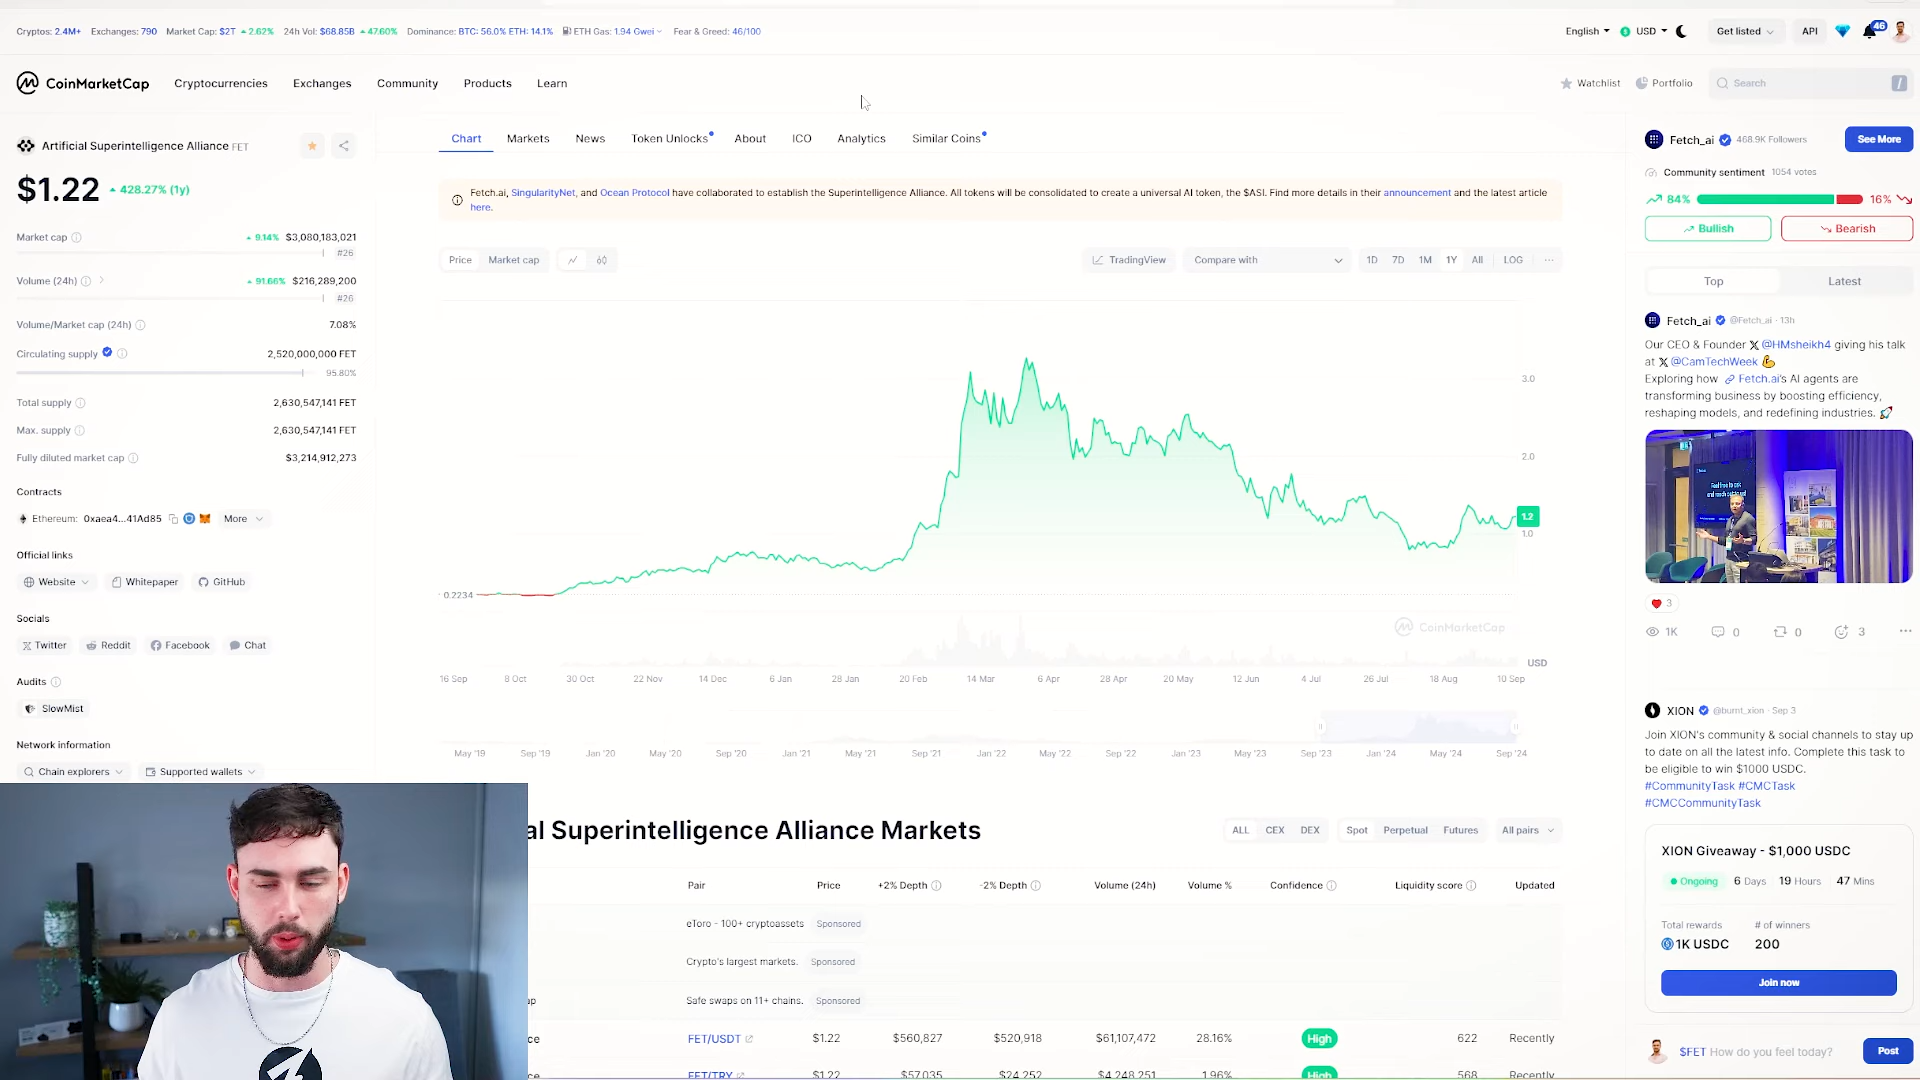 Cryptos: 2.4M+ Exchanges: 790 Market Cap: $2T 2.62% 24h Vol: $68.85B 47.60% Dominance: BTC: 56.0% ETH: 14.1% ETH Gas: 1.94 Gwei Fear & Greed: 46/100
English USD Get listed API 46
CoinMarketCap Cryptocurrencies Exchanges Community Products Learn
Watchlist Portfolio Search /
Artificial Superintelligence Alliance FET
$1.22 428.27% (1y)
Market cap 9.14% $3,080,183,021
#26
Volume (24h) 91.66% $216,289,200
#26
Volume/Market cap (24h) 7.08%
Circulating supply 2,520,000,000 FET
95.80%
Total supply 2,630,547,141 FET
Max. supply 2,630,547,141 FET
Fully diluted market cap $3,214,912,273
Contracts
Ethereum: 0xaea4...41Ad85 More
Official links
Website Whitepaper GitHub
Socials
Twitter Reddit Facebook Chat
Audits
SlowMist
Network information
Chain explorers Supported wallets
Chart Markets News Token Unlocks About ICO Analytics Similar Coins
Fetch.ai, SingularityNet, and Ocean Protocol have collaborated to establish the Superintelligence Alliance. All tokens will be consolidated to create a universal AI token, the $ASI. Find more details in their announcement and the latest article
here.
Price Market cap TradingView Compare with 1D 7D 1M 1Y All LOG ...
3.0
2.0
1.2
1.0
0.2234
CoinMarketCap
USD
16 Sep 8 Oct 30 Oct 22 Nov 14 Dec 6 Jan 28 Jan 20 Feb 14 Mar 6 Apr 28 Apr 20 May 12 Jun 4 Jul 26 Jul 18 Aug 10 Sep
May '19 Sep '19 Jan '20 May '20 Sep '20 Jan '21 May '21 Sep '21 Jan '22 May '22 Sep '22 Jan '23 May '23 Sep '23 Jan '24 May '24 Sep '24
al Superintelligence Alliance Markets
ALL CEX DEX Spot Perpetual Futures All pairs
Pair Price +2% Depth -2% Depth Volume (24h) Volume % Confidence Liquidity score Updated
eToro - 100+ cryptoassets Sponsored
Crypto's largest markets. Sponsored
ap Safe swaps on 11+ chains. Sponsored
ce FET/USDT $1.22 $560,827 $520,918 $61,107,472 28.16% High 622 Recently
ce FET/TRY $1.22 $57,035 $24,252 $4,248,251 1.96% High 568 Recently
Fetch_ai 468.9K Followers See More
Community sentiment 1054 votes
84% 16%
Bullish Bearish
Top Latest
Fetch_ai @Fetch_ai · 13h
Our CEO & Founder @HMsheikh4 giving his talk
at @CamTechWeek
Exploring how Fetch.ai's AI agents are
transforming business by boosting efficiency,
reshaping models, and redefining industries.
3
1K 0 0 3 ...
XION @burnt_xion · Sep 3
Join XION's community & social channels to stay up
to date on all the latest info. Complete this task to
be eligible to win $1000 USDC.
#CommunityTask #CMCTask
#CMCCommunityTask
XION Giveaway - $1,000 USDC
Ongoing 6 Days 19 Hours 47 Mins
Total rewards # of winners
1K USDC 200
Join now
$FET How do you feel today? Post